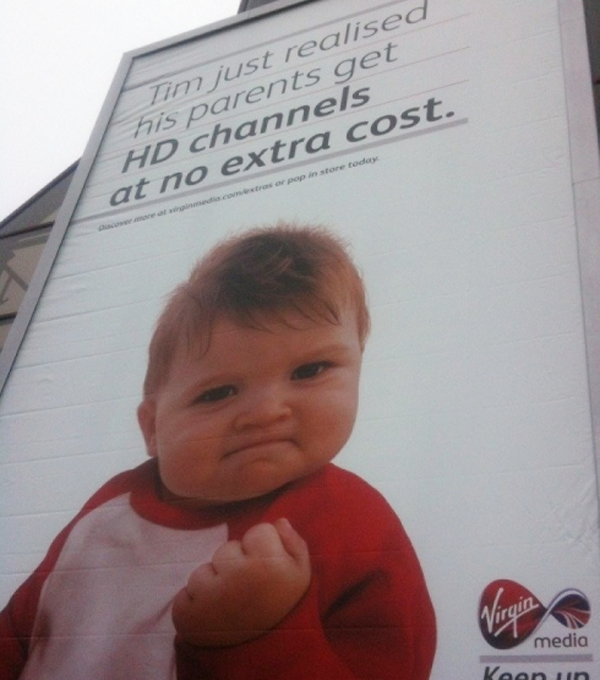 Tim just realised
his parents get
HD channels
at no extra cost.
Discover more at virginmedia.com/extras or pop in store today.
Virgin
media
Keep up